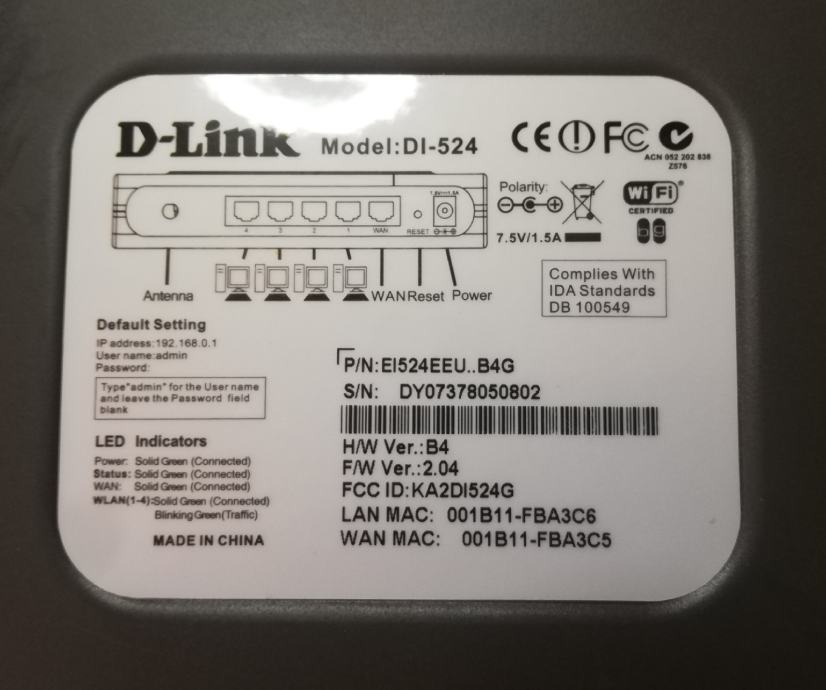 D-Link Model:DI-524
CE FC
ACN 052 202 838
Z576
7.5V 1.5A
4 3 2 1 WAN RESET
Antenna WAN Reset Power
Polarity:
7.5V/1.5A
Wi Fi®
CERTIFIED
b g
Complies With
IDA Standards
DB 100549
Default Setting
IP address:192.168.0.1
User name:admin
Password:
Type"admin" for the User name
and leave the Password field
blank
LED Indicators
Power: Solid Green (Connected)
Status: Solid Green (Connected)
WAN: Solid Green (Connected)
WLAN(1-4):Solid Green (Connected)
Blinking Green(Traffic)
MADE IN CHINA
P/N:EI524EEU..B4G
S/N: DY07378050802
H/W Ver.:B4
F/W Ver.:2.04
FCC ID:KA2DI524G
LAN MAC: 001B11-FBA3C6
WAN MAC: 001B11-FBA3C5